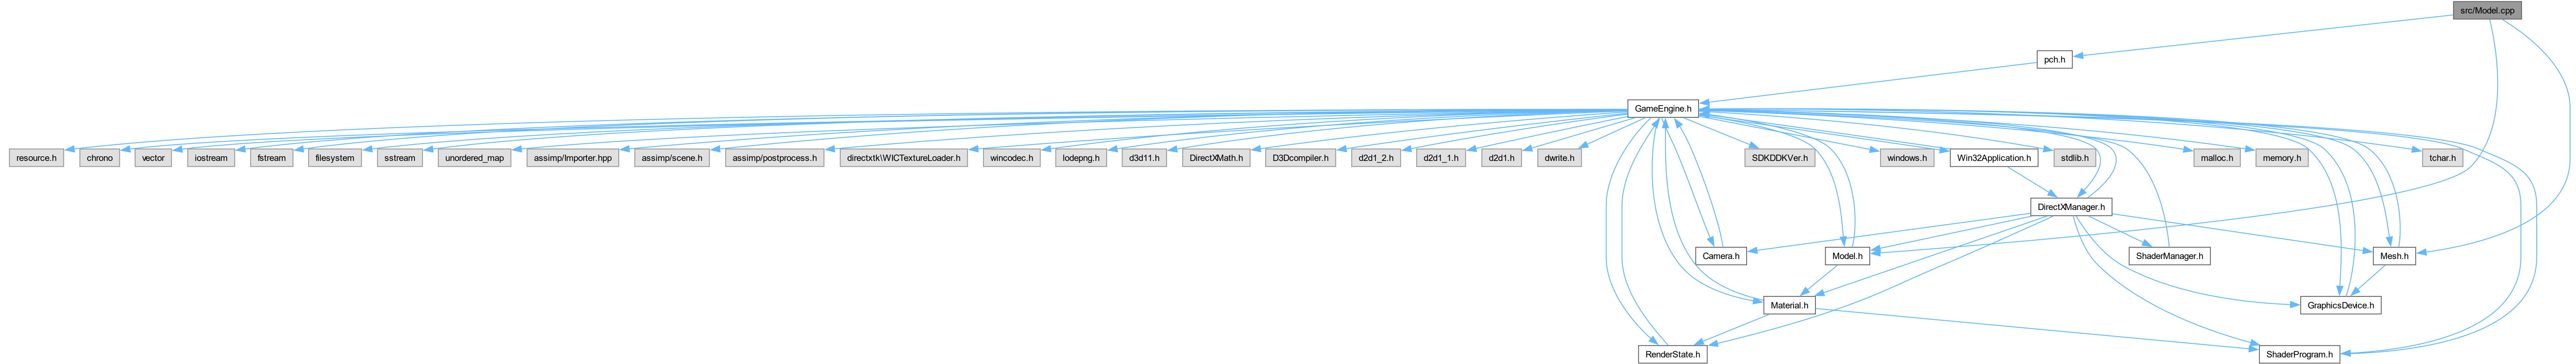 src/Model.cpp
pch.h
GameEngine.h
resource.h
chrono
vector
iostream
fstream
filesystem
sstream
unordered_map
assimp/Importer.hpp
assimp/scene.h
assimp/postprocess.h
directxtk\WICTextureLoader.h
wincodec.h
lodepng.h
d3d11.h
DirectXMath.h
D3Dcompiler.h
d2d1_2.h
d2d1_1.h
d2d1.h
dwrite.h
SDKDDKVer.h
windows.h
Win32Application.h
stdlib.h
malloc.h
memory.h
tchar.h
DirectXManager.h
Camera.h
Model.h
ShaderManager.h
Mesh.h
Material.h
GraphicsDevice.h
RenderState.h
ShaderProgram.h